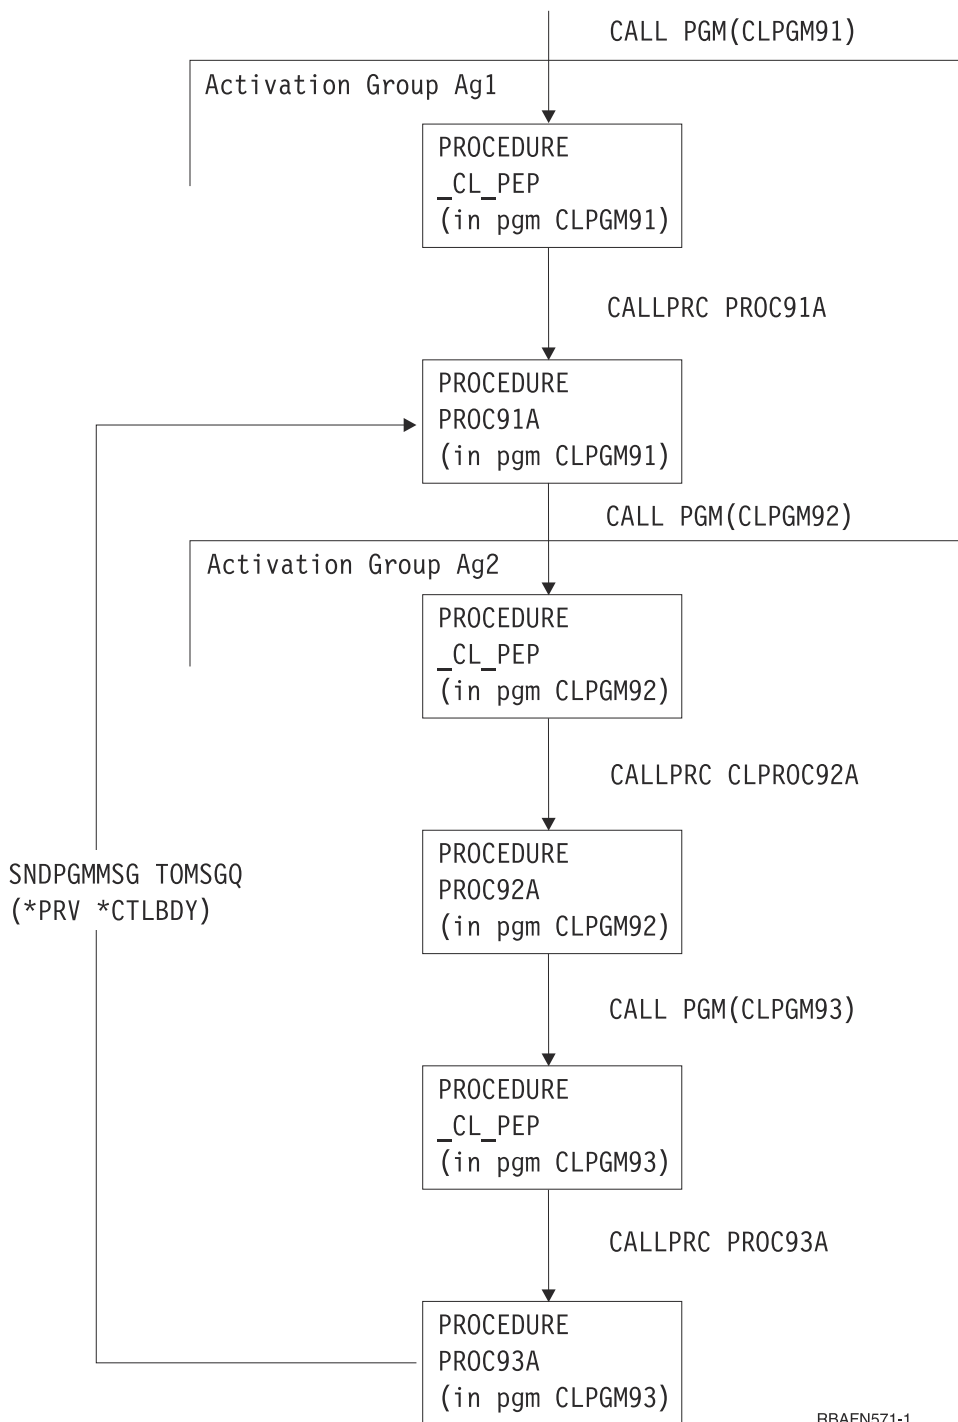 CALL PGM(CLPGM91)
Activation Group Ag1
PROCEDURE
_CL_PEP
(in pgm CLPGM91)
CALLPRC PROC91A
PROCEDURE
PROC91A
(in pgm CLPGM91)
CALL PGM(CLPGM92)
Activation Group Ag2
PROCEDURE
_CL_PEP
(in pgm CLPGM92)
CALLPRC CLPROC92A
PROCEDURE
PROC92A
(in pgm CLPGM92)
SNDPGMMSG TOMSGQ
(*PRV *CTLBDY)
CALL PGM(CLPGM93)
PROCEDURE
_CL_PEP
(in pgm CLPGM93)
CALLPRC PROC93A
PROCEDURE
PROC93A
(in pgm CLPGM93)
RBAFN571-1